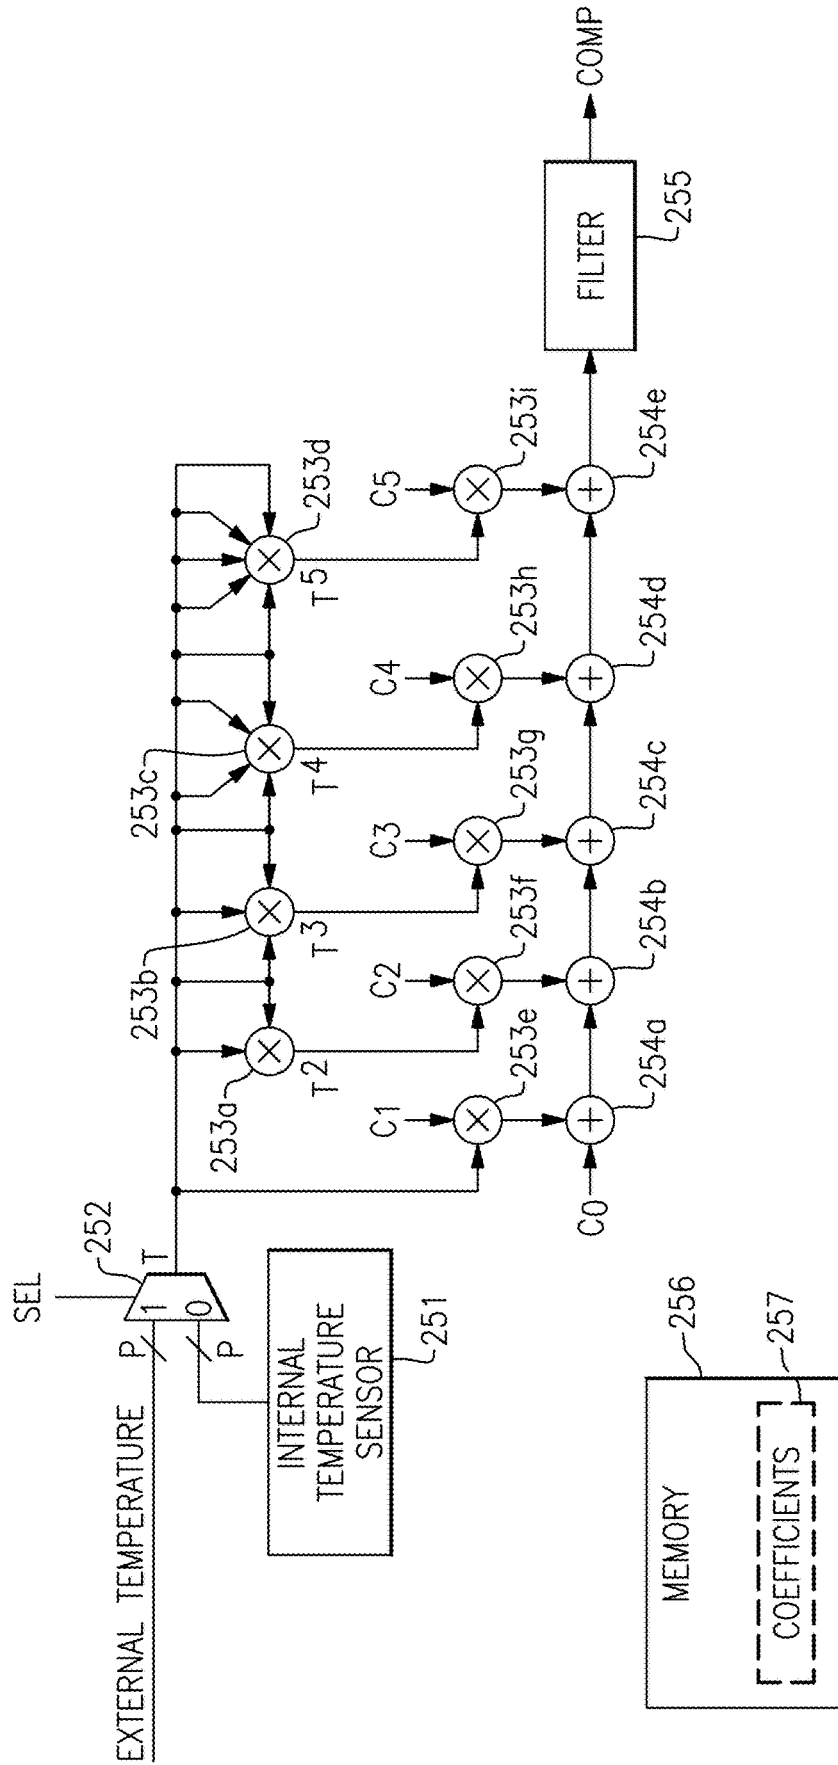 EXTERNAL TEMPERATURE
P
P
SEL
252
1
0
T
INTERNAL
TEMPERATURE
SENSOR
251
253a
253b
253c
253d
T2
T3
T4
T5
C1
C2
C3
C4
C5
253e
253f
253g
253h
253i
C0
254a
254b
254c
254d
254e
FILTER
255
COMP
MEMORY
256
COEFFICIENTS
257